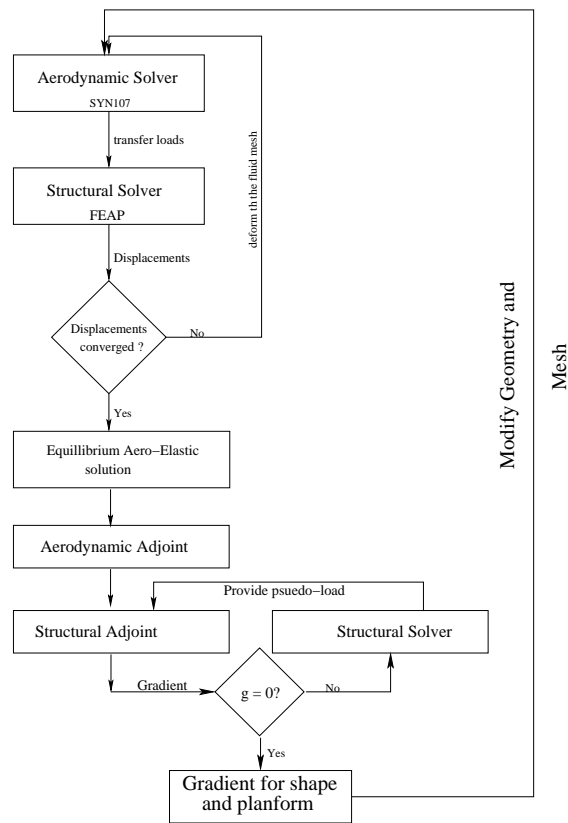 Aerodynamic Solver
SYN107
transfer loads
Structural Solver
FEAP
Displacements
deform th the fluid mesh
Displacements
converged ?
No
Yes
Equillibrium Aero−Elastic
solution
Aerodynamic Adjoint
Provide psuedo−load
Structural Adjoint
Structural Solver
Gradient
g = 0?
No
Yes
Gradient for shape
and planform
Modify Geometry and
Mesh